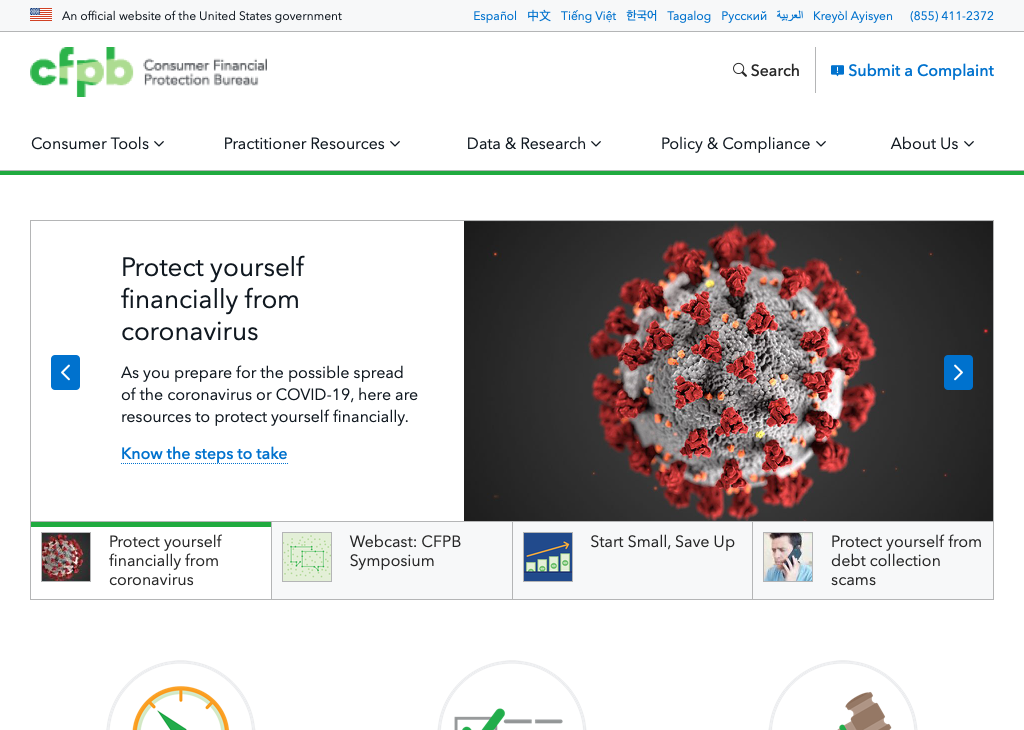 An official website of the United States government
Español 中文 Tiếng Việt 한국어 Tagalog Русский العربية Kreyòl Ayisyen (855) 411-2372
cfpb Consumer Financial
Protection Bureau
Search Submit a Complaint
Consumer Tools Practitioner Resources Data & Research Policy & Compliance About Us
Protect yourself
financially from
coronavirus
As you prepare for the possible spread
of the coronavirus or COVID-19, here are
resources to protect yourself financially.
Know the steps to take
Protect yourself
financially from
coronavirus
Webcast: CFPB
Symposium
Start Small, Save Up
Protect yourself from
debt collection
scams